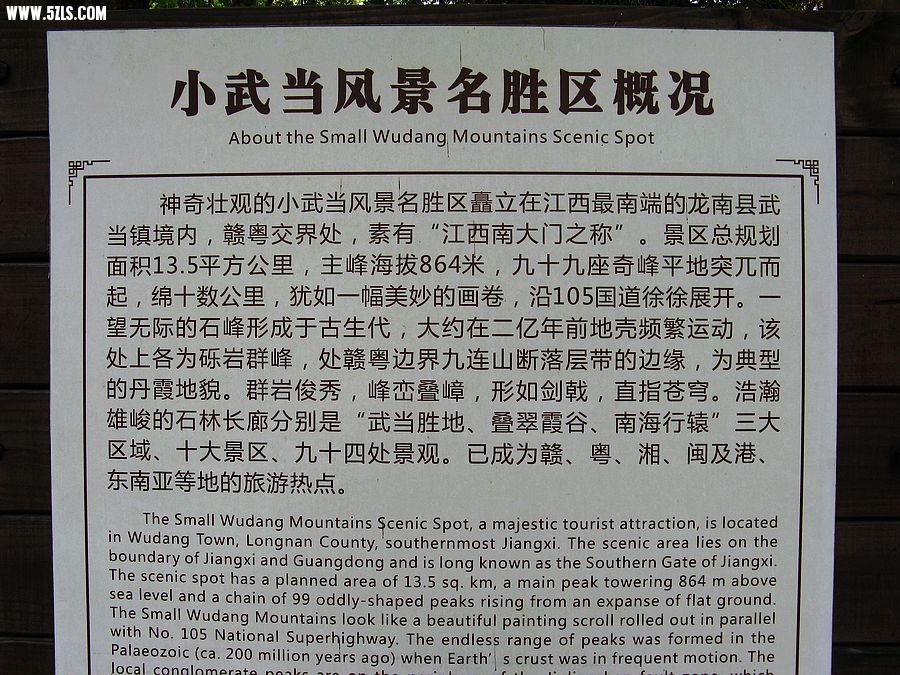 WWW.5ZLS.COM
小武当风景名胜区概况
About the Small Wudang Mountains Scenic Spot
神奇壮观的小武当风景名胜区矗立在江西最南端的龙南县武
当镇境内，赣粤交界处，素有“江西南大门之称”。景区总规划
面积13.5平方公里，主峰海拔864米，九十九座奇峰平地突兀而
起，绵十数公里，犹如一幅美妙的画卷，沿105国道徐徐展开。一
望无际的石峰形成于古生代，大约在二亿年前地壳频繁运动，该
处上各为砾岩群峰，处赣粤边界九连山断落层带的边缘，为典型
的丹霞地貌。群岩俊秀，峰峦叠嶂，形如剑戟，直指苍穹。浩瀚
雄峻的石林长廊分别是“武当胜地、叠翠霞谷、南海行辕”三大
区域、十大景区、九十四处景观。已成为赣、粤、湘、闽及港、
东南亚等地的旅游热点。
The Small Wudang Mountains Scenic Spot, a majestic tourist attraction, is located
in Wudang Town, Longnan County, southernmost Jiangxi. The scenic area lies on the
boundary of Jiangxi and Guangdong and is long known as the Southern Gate of Jiangxi.
The scenic spot has a planned area of 13.5 sq. km, a main peak towering 864 m above
sea level and a chain of 99 oddly-shaped peaks rising from an expanse of flat ground.
The Small Wudang Mountains look like a beautiful painting scroll rolled out in parallel
with No. 105 National Superhighway. The endless range of peaks was formed in the
Palaeozoic (ca. 200 million years ago) when Earth's crust was in frequent motion. The
local conglomerate peaks are on the